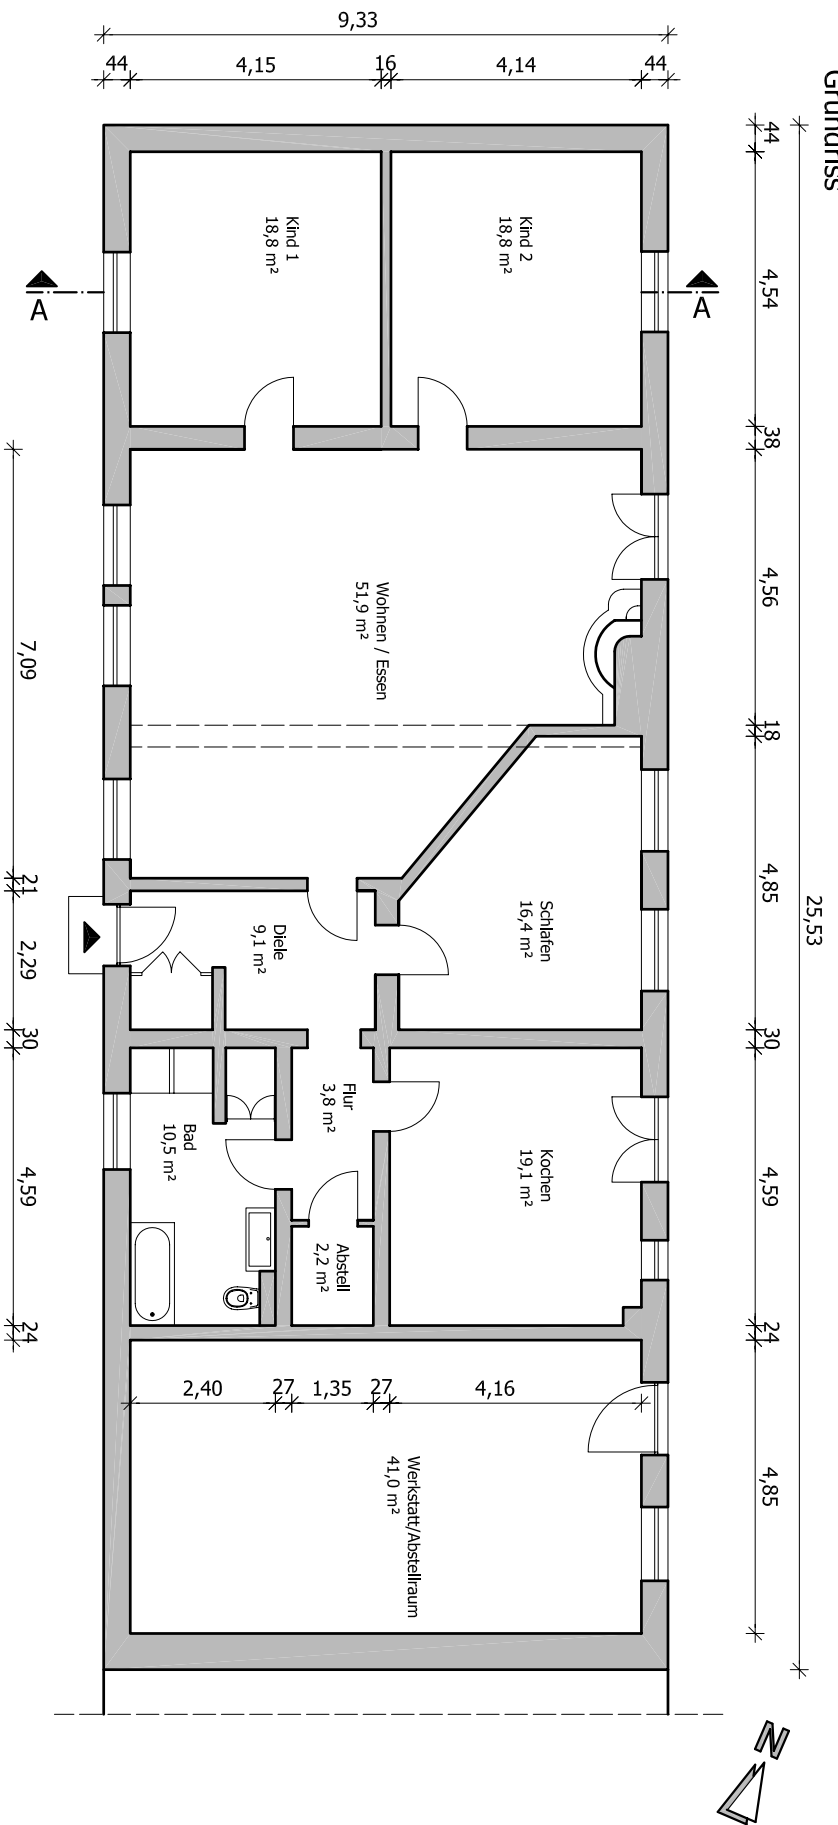 Grundriss
9,33
44
4,15
16
4,14
44
44
4,54
38
4,56
18
4,85
30
4,59
24
4,85
25,53
Kind 1
18,8 m²
Kind 2
18,8 m²
A
A
Wohnen / Essen
51,9 m²
7,09
21
2,29
30
4,59
24
Schlafen
16,4 m²
Diele
9,1 m²
Flur
3,8 m²
Bad
10,5 m²
Kochen
19,1 m²
Abstell
2,2 m²
2,40
27
1,35
27
4,16
Werkstatt/Abstellraum
41,0 m²
N